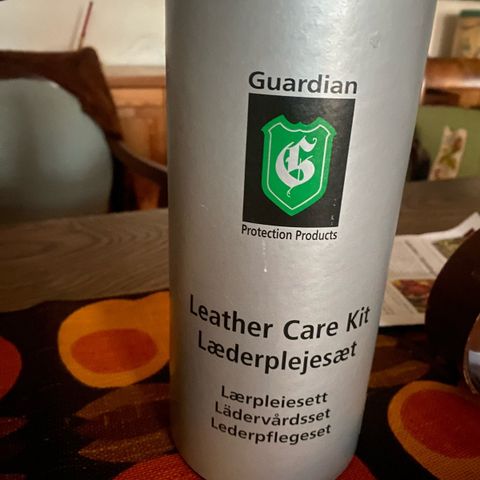 Guardian
G
Protection Products
Leather Care Kit
Læderplejesæt
Lærpleiesett
Lädervårdsset
Lederpflegeset